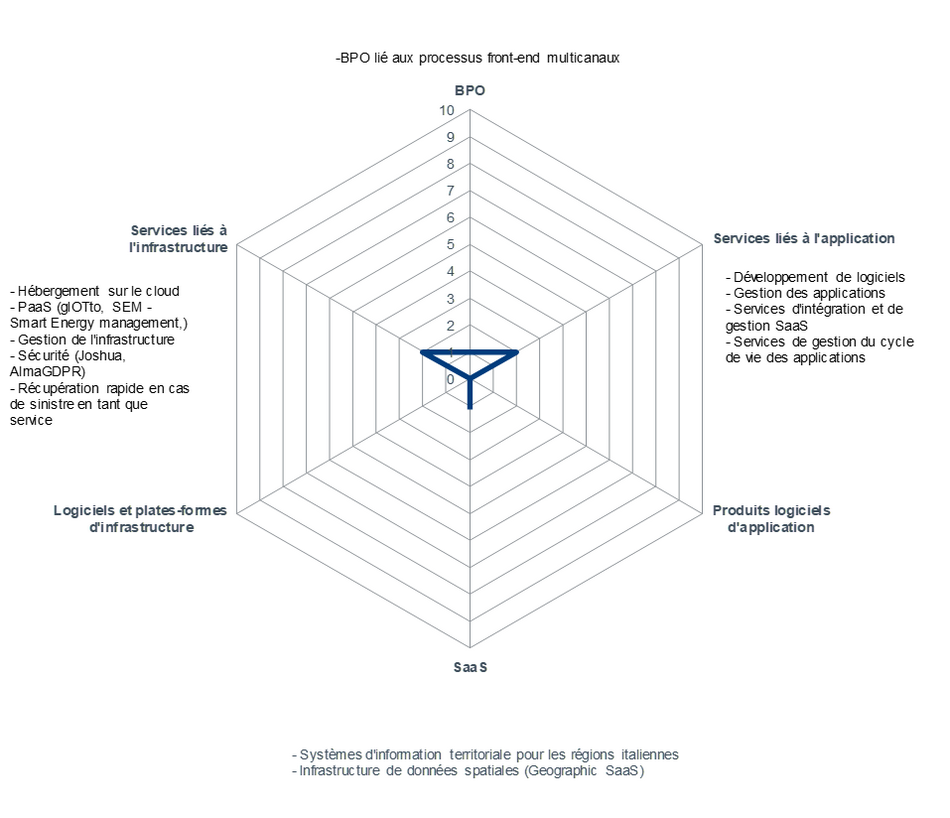 -BPO lié aux processus front-end multicanaux
BPO
10
9
8
7
6
5
4
3
2
1
0
Services liés à
l'infrastructure
- Hébergement sur le cloud
- PaaS (gIOTto, SEM -
Smart Energy management,)
- Gestion de l'infrastructure
- Sécurité (Joshua,
AlmaGDPR)
- Récupération rapide en cas
de sinistre en tant que
service
Services liés à l'application
- Développement de logiciels
- Gestion des applications
- Services d'intégration et de
gestion SaaS
- Services de gestion du cycle
de vie des applications
Logiciels et plates-formes
d'infrastructure
Produits logiciels
d'application
SaaS
- Systèmes d'information territoriale pour les régions italiennes
- Infrastructure de données spatiales (Geographic SaaS)